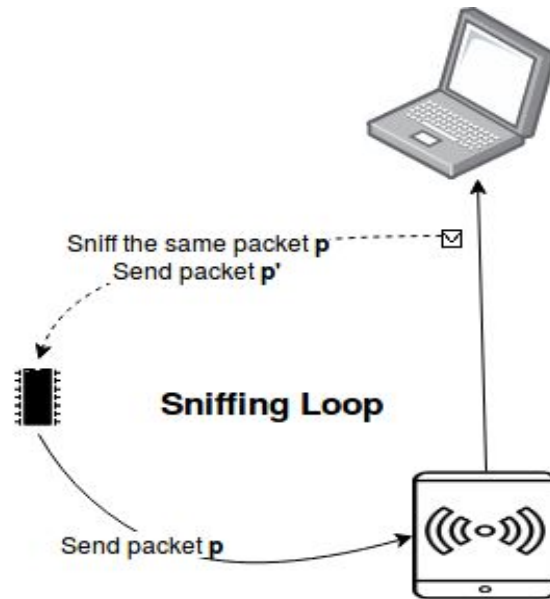 Sniff the same packet p
Send packet p'
Sniffing Loop
Send packet p